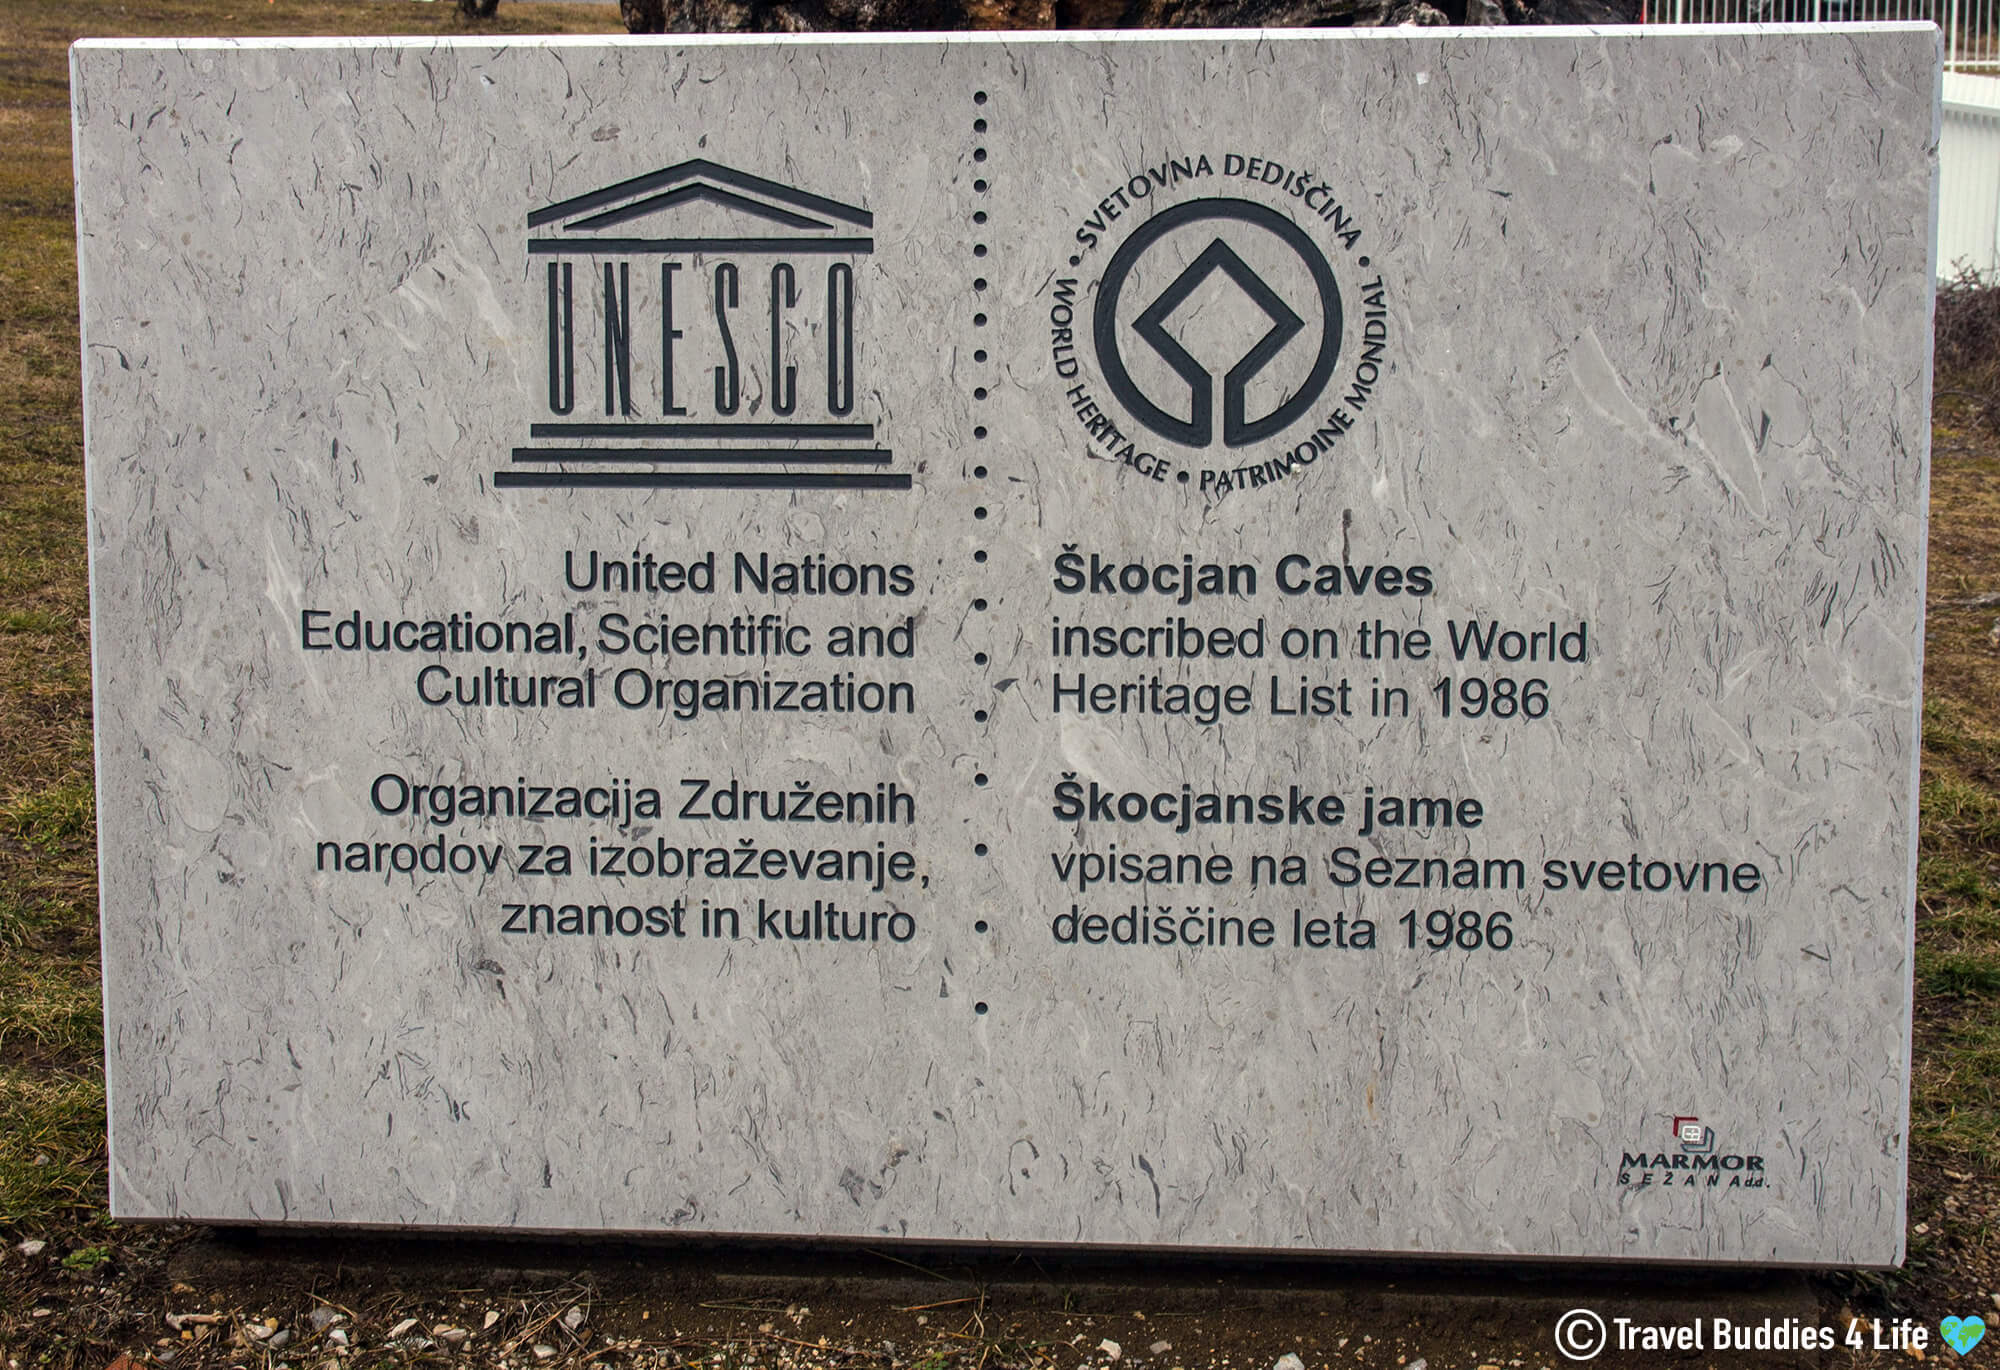 UNESCO
United Nations
Educational, Scientific and
Cultural Organization
Organizacija Združenih
narodov za izobraževanje,
znanost in kulturo
• SVETOVNA DEDIŠČINA •
WORLD HERITAGE • PATRIMOINE MONDIAL
Škocjan Caves
inscribed on the World
Heritage List in 1986
Škocjanske jame
vpisane na Seznam svetovne
dediščine leta 1986
MARMOR
SEŽANA d.d.
© Travel Buddies 4 Life